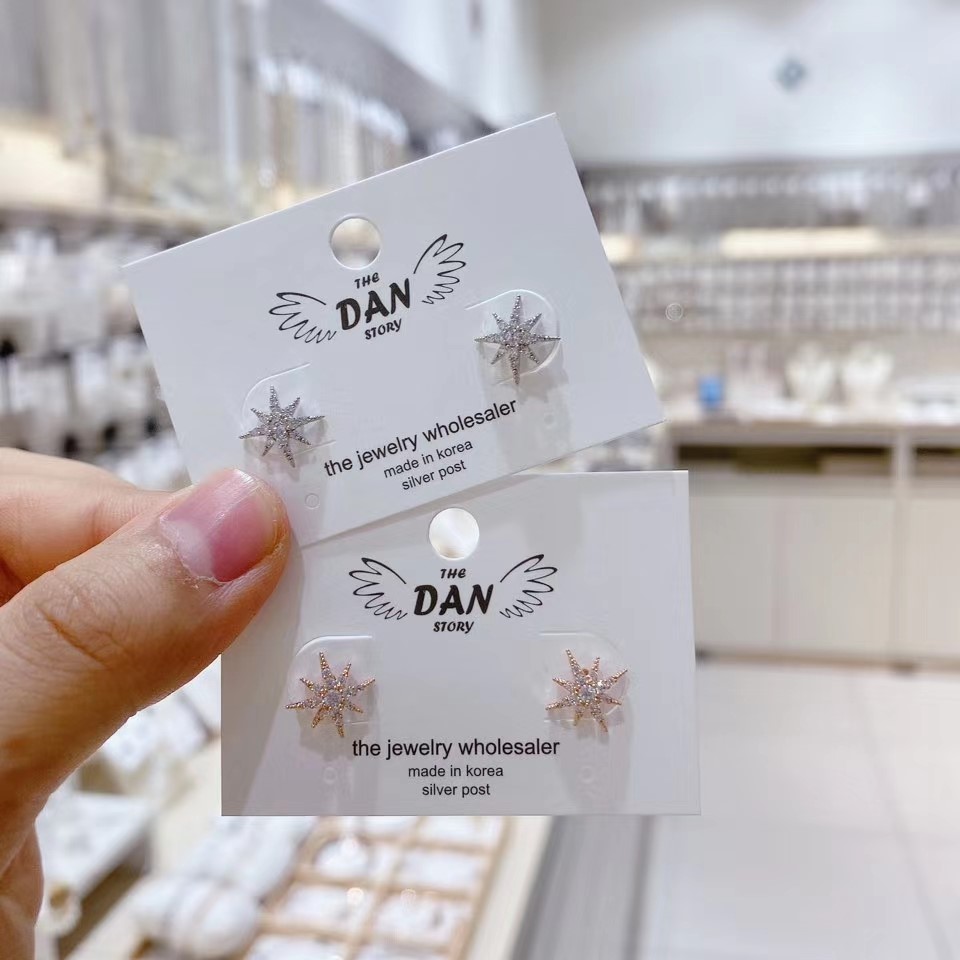 THE
DAN
STORY
the jewelry wholesaler
made in korea
silver post
THE
DAN
STORY
the jewelry wholesaler
made in korea
silver post